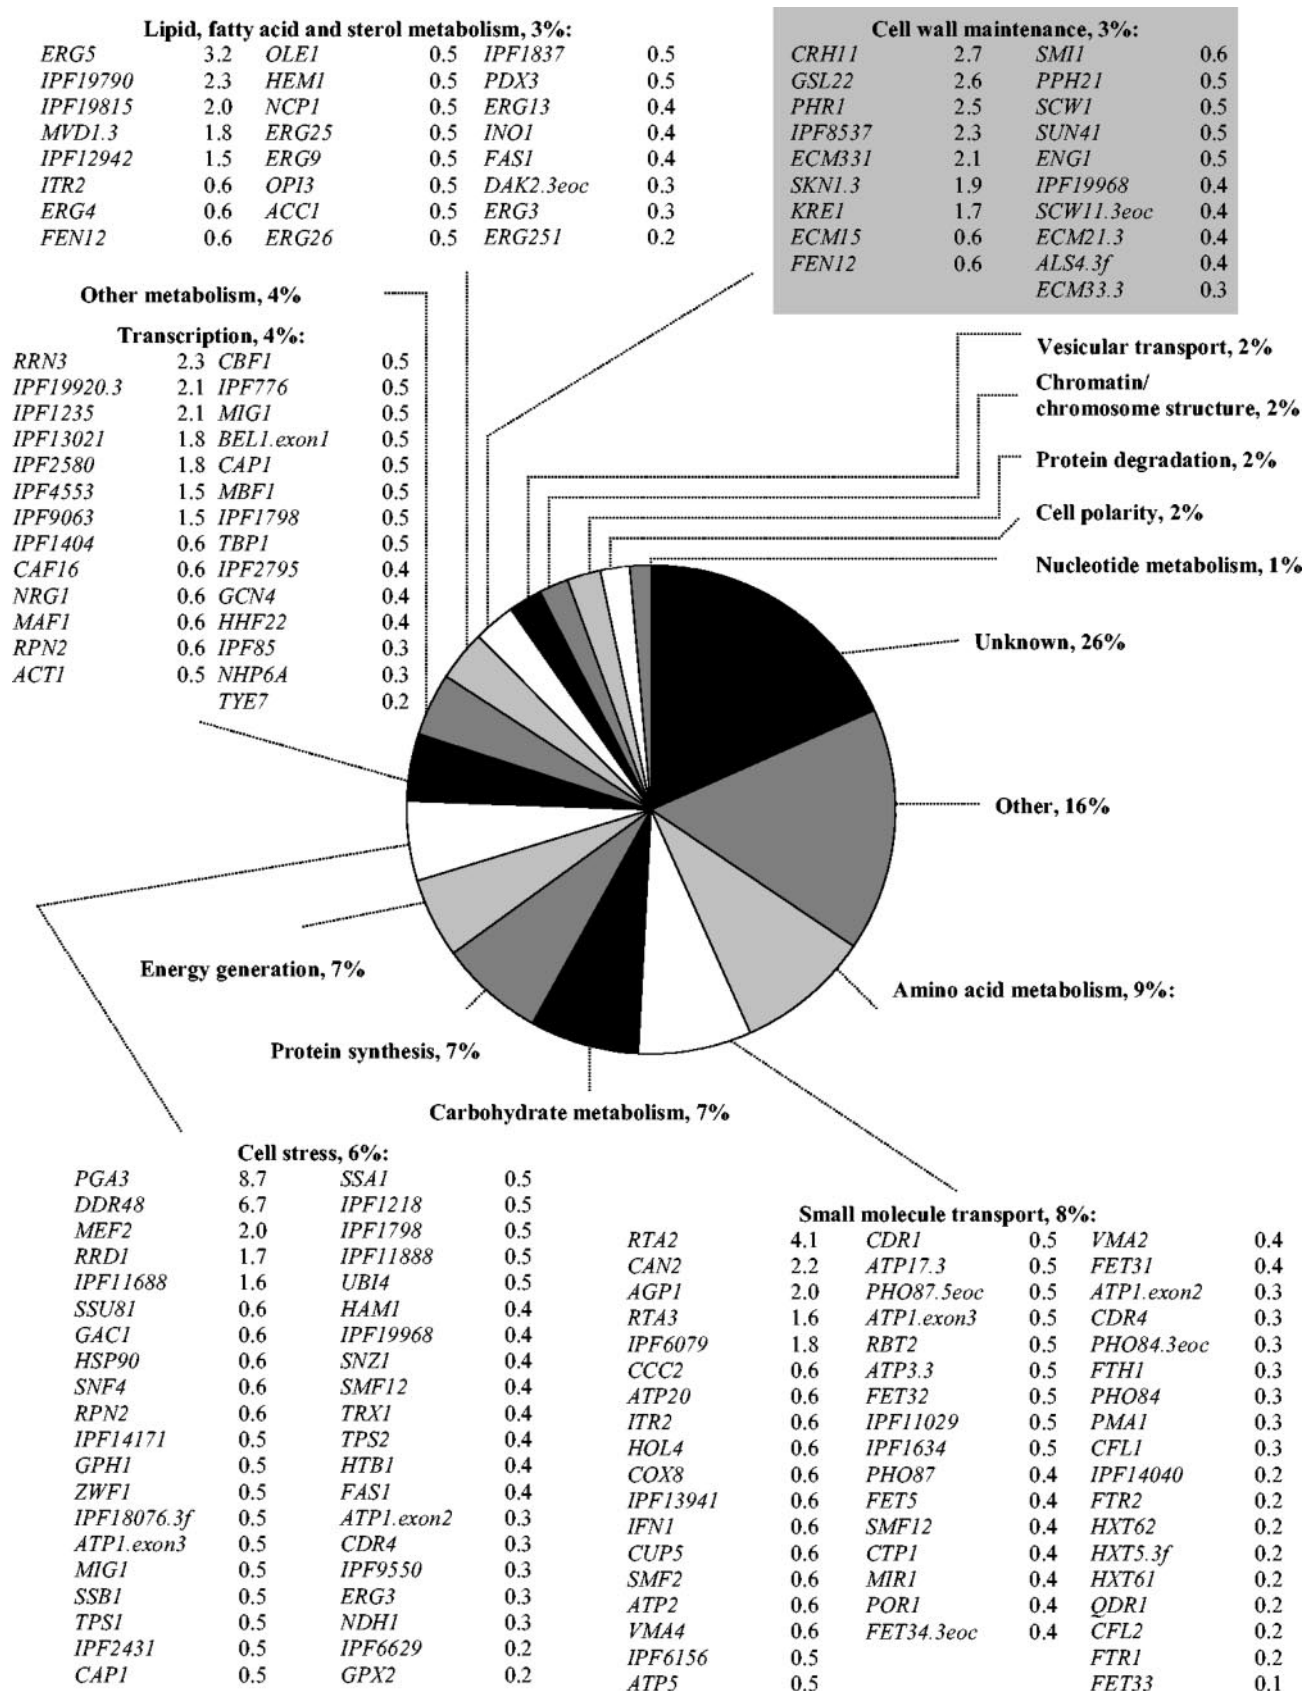 Lipid, fatty acid and sterol metabolism, 3%:
ERG5 3.2 OLE1 0.5 IPF1837 0.5
IPF19790 2.3 HEM1 0.5 PDX3 0.5
IPF19815 2.0 NCP1 0.5 ERG13 0.4
MVD1.3 1.8 ERG25 0.5 INO1 0.4
IPF12942 1.5 ERG9 0.5 FAS1 0.4
ITR2 0.6 OPI3 0.5 DAK2.3eoc 0.3
ERG4 0.6 ACC1 0.5 ERG3 0.3
FEN12 0.6 ERG26 0.5 ERG251 0.2
Cell wall maintenance, 3%:
CRH11 2.7 SMI1 0.6
GSL22 2.6 PPH21 0.5
PHR1 2.5 SCW1 0.5
IPF8537 2.3 SUN41 0.5
ECM331 2.1 ENG1 0.5
SKN1.3 1.9 IPF19968 0.4
KRE1 1.7 SCW11.3eoc 0.4
ECM15 0.6 ECM21.3 0.4
FEN12 0.6 ALS4.3f 0.4
ECM33.3 0.3
Other metabolism, 4%
Transcription, 4%:
RRN3 2.3 CBF1 0.5
IPF19920.3 2.1 IPF776 0.5
IPF1235 2.1 MIG1 0.5
IPF13021 1.8 BEL1.exon1 0.5
IPF2580 1.8 CAP1 0.5
IPF4553 1.5 MBF1 0.5
IPF9063 1.5 IPF1798 0.5
IPF1404 0.6 TBP1 0.5
CAF16 0.6 IPF2795 0.4
NRG1 0.6 GCN4 0.4
MAF1 0.6 HHF22 0.4
RPN2 0.6 IPF85 0.3
ACT1 0.5 NHP6A 0.3
TYE7 0.2
Vesicular transport, 2%
Chromatin/
chromosome structure, 2%
Protein degradation, 2%
Cell polarity, 2%
Nucleotide metabolism, 1%
Unknown, 26%
Other, 16%
Amino acid metabolism, 9%:
Energy generation, 7%
Protein synthesis, 7%
Carbohydrate metabolism, 7%
Cell stress, 6%:
PGA3 8.7 SSA1 0.5
DDR48 6.7 IPF1218 0.5
MEF2 2.0 IPF1798 0.5
RRD1 1.7 IPF11888 0.5
IPF11688 1.6 UBI4 0.5
SSU81 0.6 HAM1 0.4
GAC1 0.6 IPF19968 0.4
HSP90 0.6 SNZ1 0.4
SNF4 0.6 SMF12 0.4
RPN2 0.6 TRX1 0.4
IPF14171 0.5 TPS2 0.4
GPH1 0.5 HTB1 0.4
ZWF1 0.5 FAS1 0.4
IPF18076.3f 0.5 ATP1.exon2 0.3
ATP1.exon3 0.5 CDR4 0.3
MIG1 0.5 IPF9550 0.3
SSB1 0.5 ERG3 0.3
TPS1 0.5 NDH1 0.3
IPF2431 0.5 IPF6629 0.2
CAP1 0.5 GPX2 0.2
Small molecule transport, 8%:
RTA2 4.1 CDR1 0.5 VMA2 0.4
CAN2 2.2 ATP17.3 0.5 FET31 0.4
AGP1 2.0 PHO87.5eoc 0.5 ATP1.exon2 0.3
RTA3 1.6 ATP1.exon3 0.5 CDR4 0.3
IPF6079 1.8 RBT2 0.5 PHO84.3eoc 0.3
CCC2 0.6 ATP3.3 0.5 FTH1 0.3
ATP20 0.6 FET32 0.5 PHO84 0.3
ITR2 0.6 IPF11029 0.5 PMA1 0.3
HOL4 0.6 IPF1634 0.5 CFL1 0.3
COX8 0.6 PHO87 0.4 IPF14040 0.2
IPF13941 0.6 FET5 0.4 FTR2 0.2
IFN1 0.6 SMF12 0.4 HXT62 0.2
CUP5 0.6 CTP1 0.4 HXT5.3f 0.2
SMF2 0.6 MIR1 0.4 HXT61 0.2
ATP2 0.6 POR1 0.4 QDR1 0.2
VMA4 0.6 FET34.3eoc 0.4 CFL2 0.2
IPF6156 0.5 FTR1 0.2
ATP5 0.5 FET33 0.1